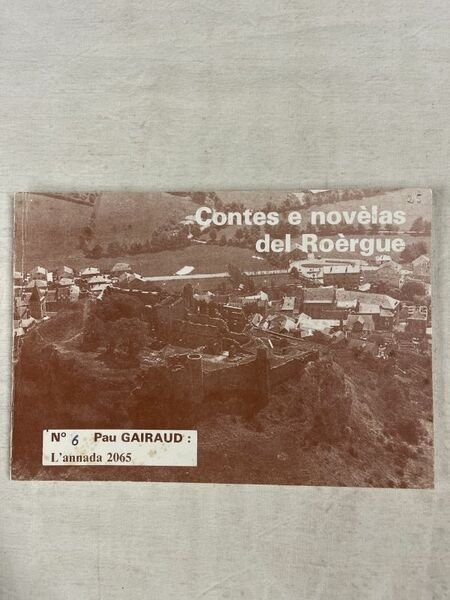 Contes e novèlas
del Roèrgue
N° 6 Pau GAIRAUD :
L'annada 2065